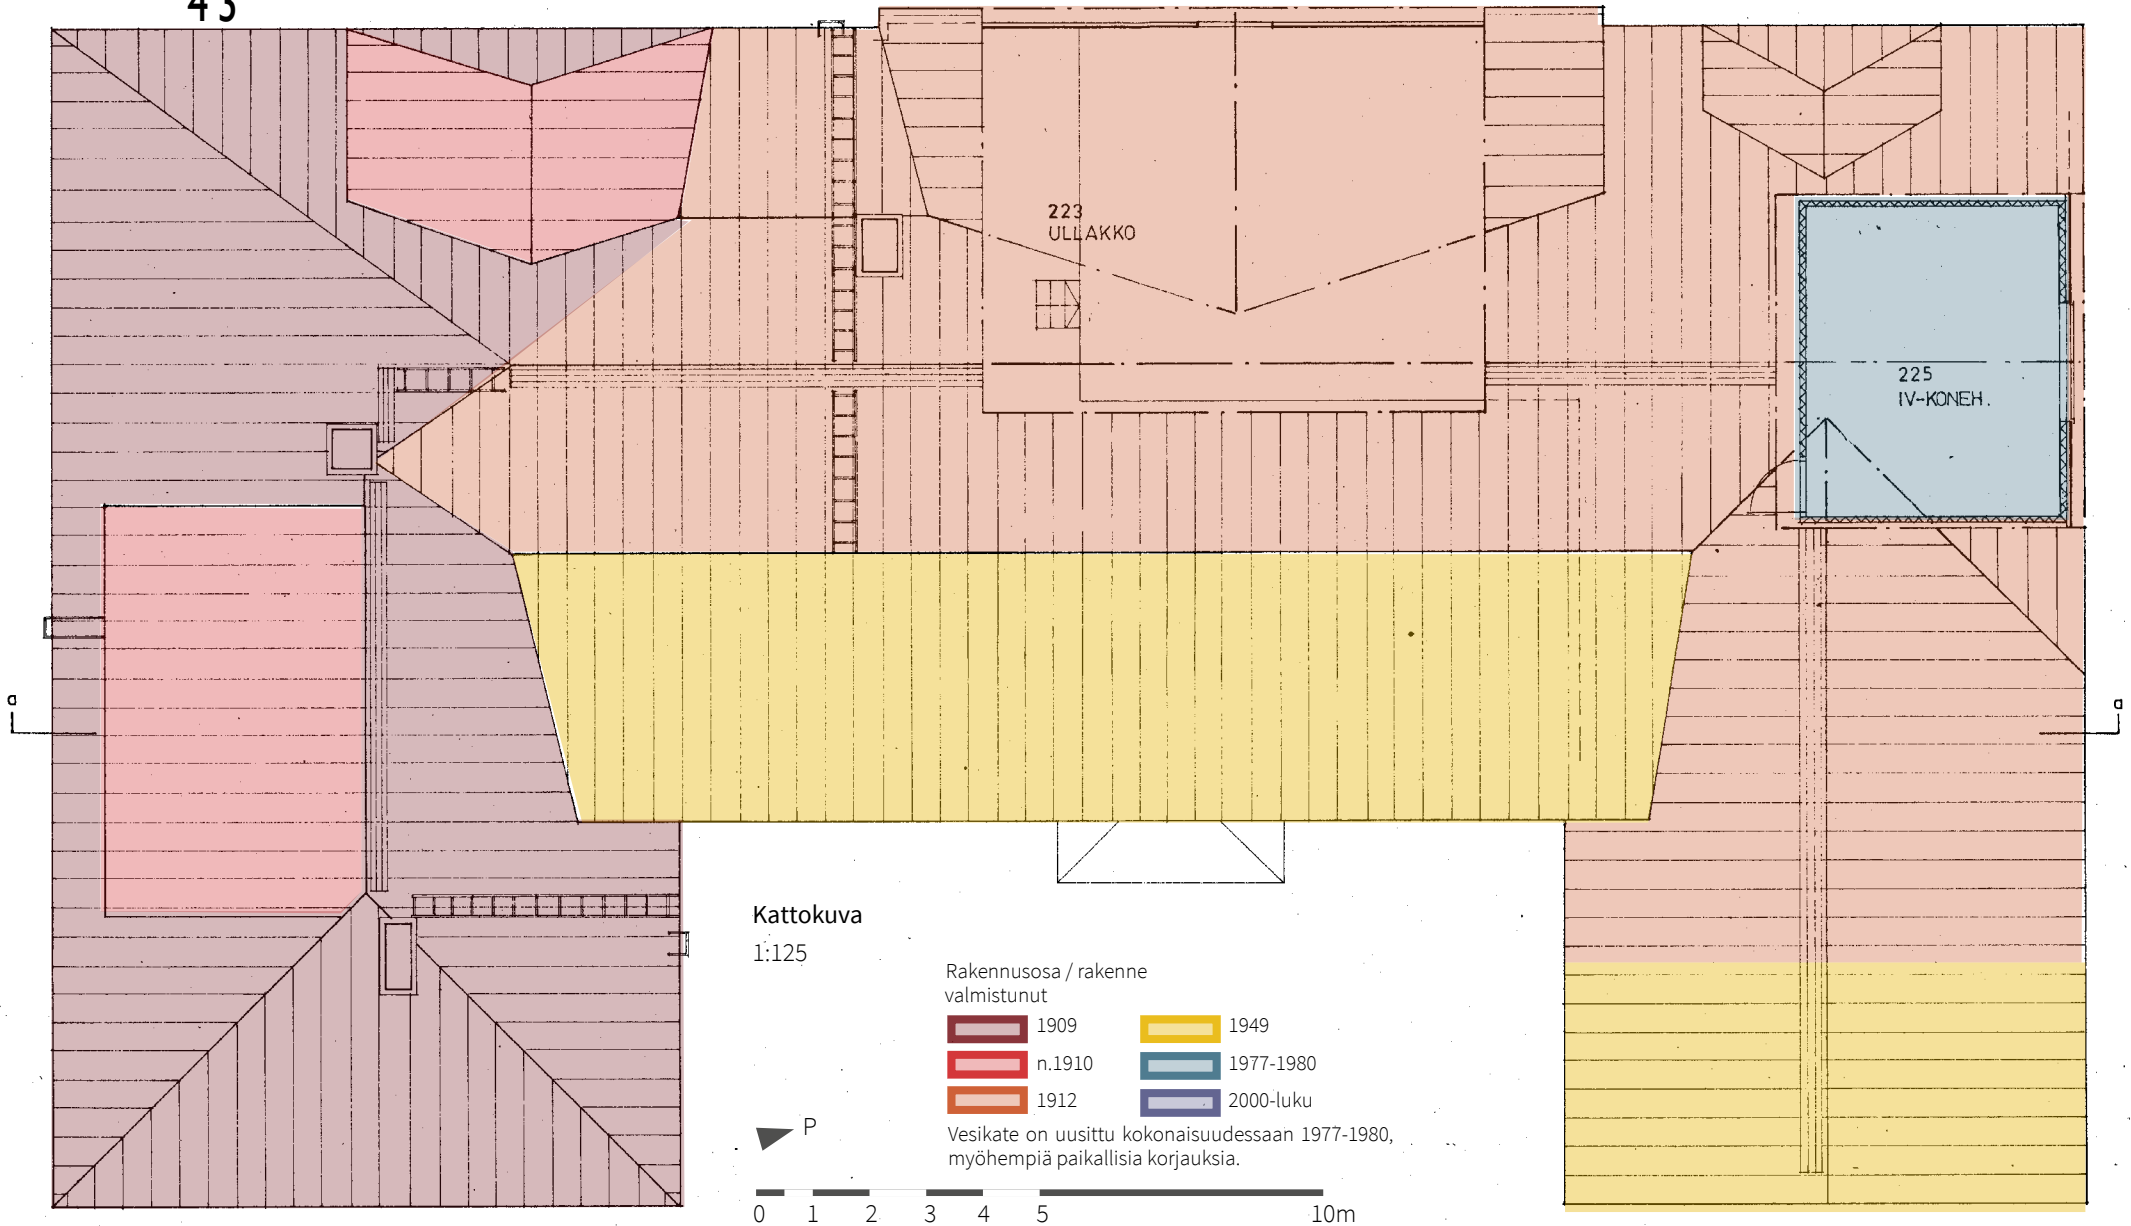 43
223
ULLAKKO
225
IV-KONEH.
a
a
Kattokuva
1:125
Rakennusosa / rakenne
valmistunut
1909
1949
n.1910
1977-1980
1912
2000-luku
P
Vesikate on uusittu kokonaisuudessaan 1977-1980,
myöhempiä paikallisia korjauksia.
0 1 2 3 4 5 10m